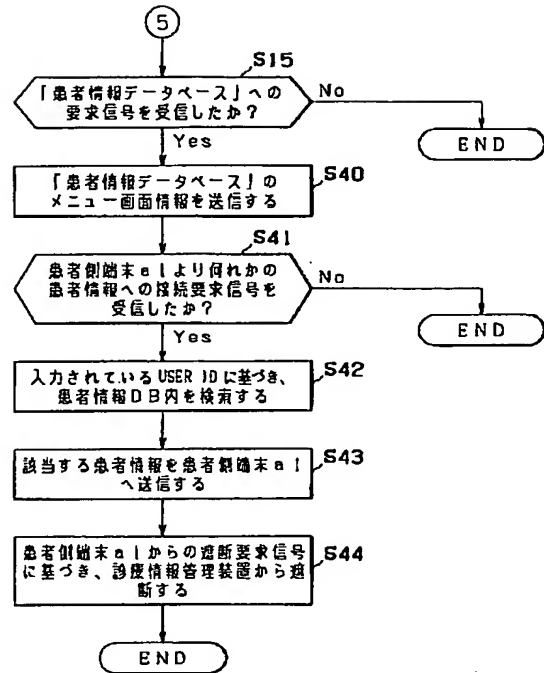 5
S15
「患者情報データベース」への
要求信号を受信したか？
No
END
Yes
S40
「患者情報データベース」の
メニュー画面情報を送信する
S41
患者側端末a1より何れかの
患者情報への接続要求信号を
受信したか？
No
END
Yes
S42
入力されているUSER IDに基づき、
患者情報DB内を検索する
S43
該当する患者情報を患者側端末a1
へ送信する
S44
患者側端末a1からの遮断要求信号
に基づき、診療情報管理装置から遮
断する
END